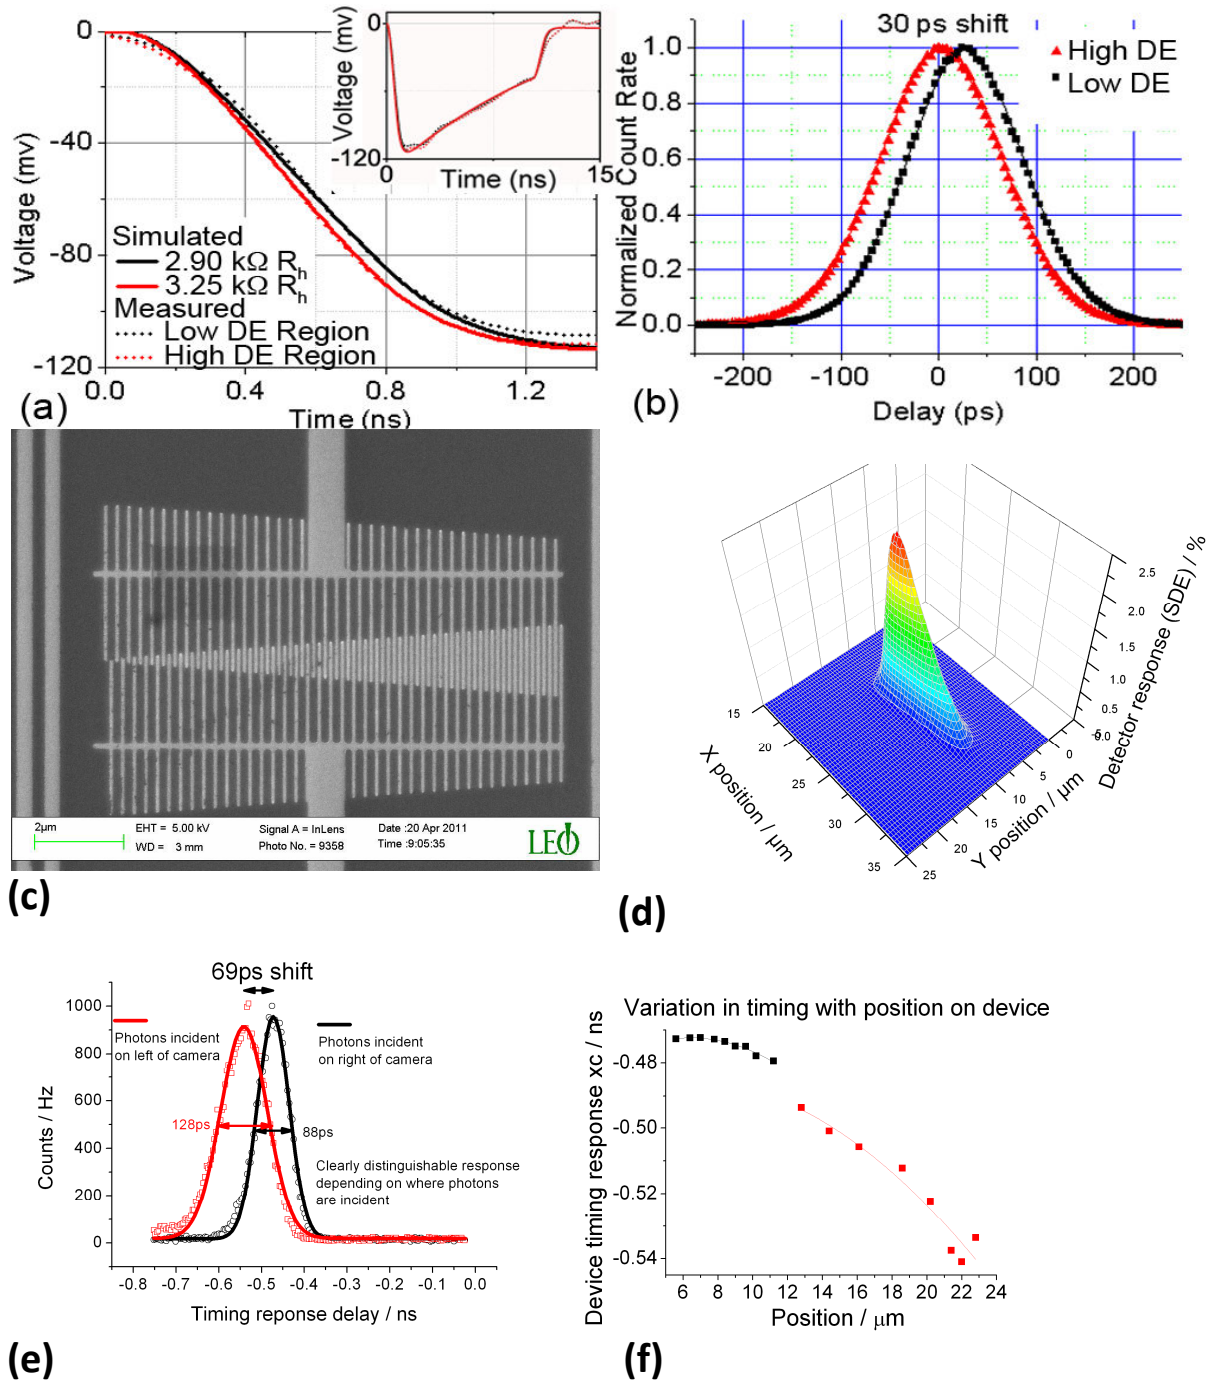 0
-40
-80
-120
Voltage (mv)
0.0
0.4
0.8
1.2
Time (ns)
Simulated
2.90 kΩ Rh
3.25 kΩ Rh
Measured
Low DE Region
High DE Region
0
-120
Voltage (mv)
0
15
Time (ns)
(a)
30 ps shift
High DE
Low DE
1.0
0.8
0.6
0.4
0.2
0.0
Normalized Count Rate
-200
-100
0
100
200
Delay (ps)
(b)
2µm
EHT = 5.00 kV
WD = 3 mm
Signal A = InLens
Photo No. = 9358
Date :20 Apr 2011
Time :9:05:35
LEO
(c)
2.5
2.0
1.5
1.0
0.5
0.0
Detector response (SDE) / %
15
20
25
30
35
X position / µm
0
5
10
15
20
25
Y position / µm
(d)
69ps shift
1000
800
600
400
200
0
Counts / Hz
Photons incident
on left of camera
Photons incident
on right of camera
128ps
88ps
Clearly distinguishable response
depending on where photons
are incident
-0.8
-0.7
-0.6
-0.5
-0.4
-0.3
-0.2
-0.1
0.0
Timing reponse delay / ns
(e)
Variation in timing with position on device
-0.48
-0.50
-0.52
-0.54
Device timing response xc / ns
6
8
10
12
14
16
18
20
22
24
Position / µm
(f)